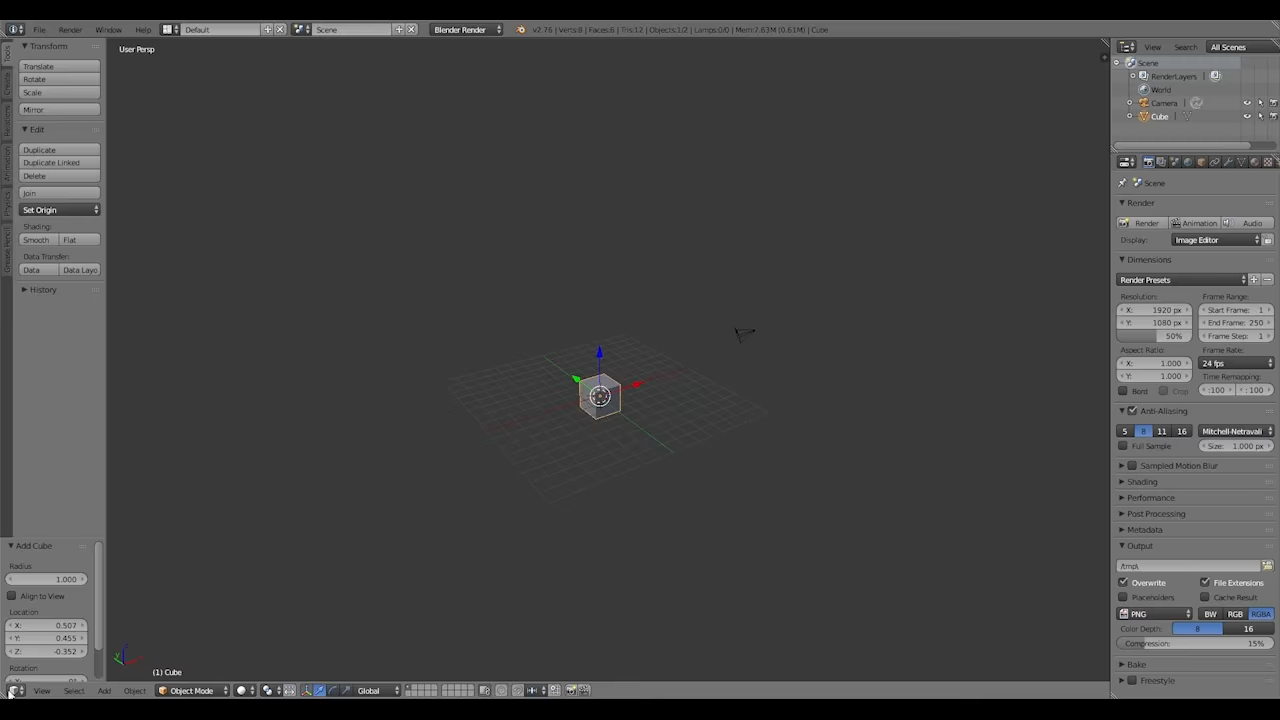 File Render Window Help Default Scene Blender Render v2.76 | Verts:8 | Faces:6 | Tris:12 | Objects:1/2 | Lamps:0/0 | Mem:7.63M (0.61M) | Cube
Tools
Create
Relations
Animation
Physics
Grease Pencil
Transform
Translate
Rotate
Scale
Mirror
Edit
Duplicate
Duplicate Linked
Delete
Join
Set Origin
Shading:
Smooth Flat
Data Transfer:
Data Data Layo
History
Add Cube
Radius
1.000
Align to View
Location
X: 0.507
Y: 0.455
Z: -0.352
Rotation
User Persp
(1) Cube
View Select Add Object Object Mode Global
View Search All Scenes
Scene
RenderLayers
World
Camera
Cube
Scene
Render
Render Animation Audio
Display: Image Editor
Dimensions
Render Presets
Resolution: Frame Range:
X: 1920 px Start Frame: 1
Y: 1080 px End Frame: 250
50% Frame Step: 1
Aspect Ratio: Frame Rate:
X: 1.000 24 fps
Y: 1.000 Time Remapping:
Bord Crop :100 : 100
Anti-Aliasing
5 8 11 16 Mitchell-Netravali
Full Sample Size: 1.000 px
Sampled Motion Blur
Shading
Performance
Post Processing
Metadata
Output
/tmp\
Overwrite File Extensions
Placeholders Cache Result
PNG BW RGB RGBA
Color Depth: 8 16
Compression: 15%
Bake
Freestyle